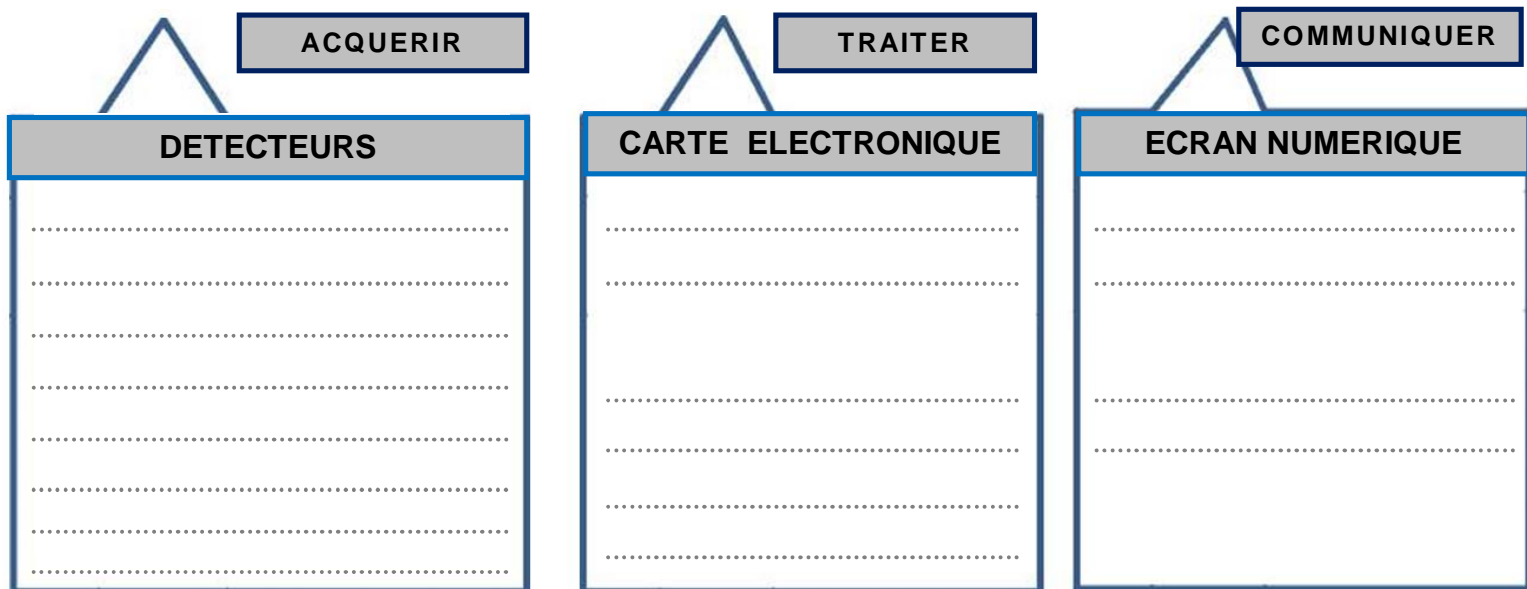 ACQUERIR
TRAITER
COMMUNIQUER
DETECTEURS
CARTE ELECTRONIQUE
ECRAN NUMERIQUE